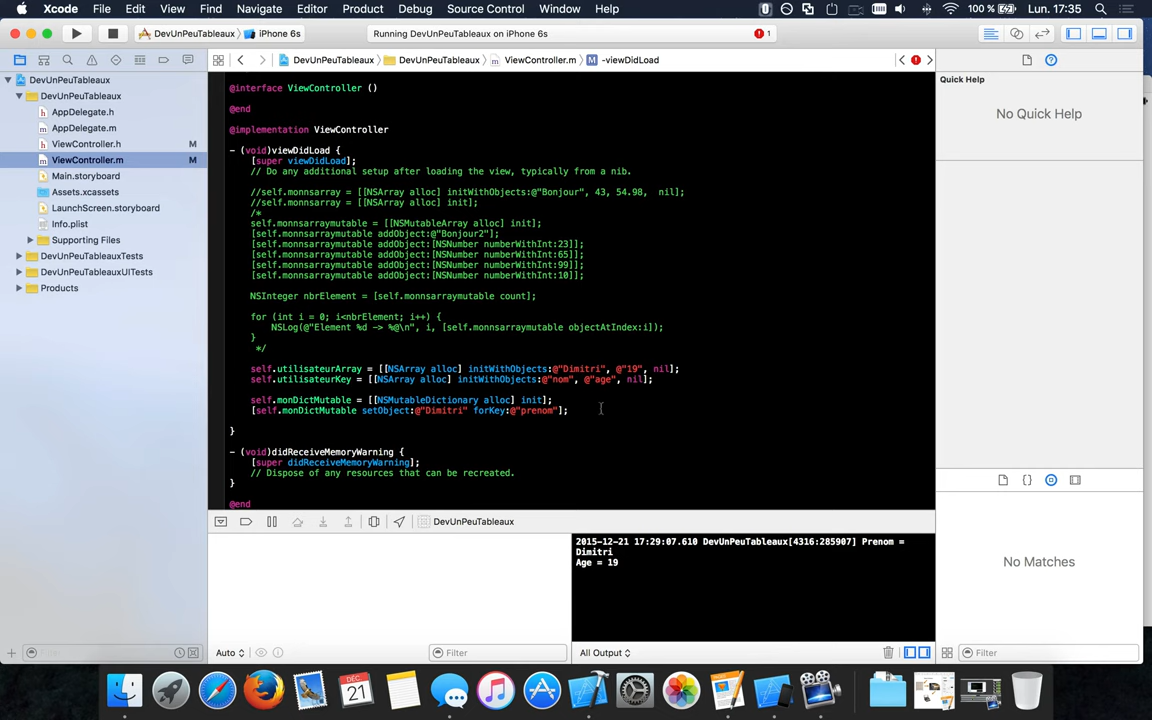 Xcode File Edit View Find Navigate Editor Product Debug Source Control Window Help 100 % Lun. 17:35
DevUnPeuTableaux iPhone 6s Running DevUnPeuTableaux on iPhone 6s 1
DevUnPeuTableaux DevUnPeuTableaux ViewController.m M -viewDidLoad
DevUnPeuTableaux
DevUnPeuTableaux
AppDelegate.h
AppDelegate.m
ViewController.h M
ViewController.m M
Main.storyboard
Assets.xcassets
LaunchScreen.storyboard
Info.plist
Supporting Files
DevUnPeuTableauxTests
DevUnPeuTableauxUITests
Products
@interface ViewController ()
@end
@implementation ViewController
- (void)viewDidLoad {
[super viewDidLoad];
// Do any additional setup after loading the view, typically from a nib.
//self.monnsarray = [[NSArray alloc] initWithObjects:@"Bonjour", 43, 54.98, nil];
//self.monnsarray = [[NSArray alloc] init];
/*
self.monnsarraymutable = [[NSMutableArray alloc] init];
[self.monnsarraymutable addObject:@"Bonjour2"];
[self.monnsarraymutable addObject:[NSNumber numberWithInt:23]];
[self.monnsarraymutable addObject:[NSNumber numberWithInt:65]];
[self.monnsarraymutable addObject:[NSNumber numberWithInt:99]];
[self.monnsarraymutable addObject:[NSNumber numberWithInt:10]];
NSInteger nbrElement = [self.monnsarraymutable count];
for (int i = 0; i<nbrElement; i++) {
NSLog(@"Element %d -> %@\n", i, [self.monnsarraymutable objectAtIndex:i]);
}
*/
self.utilisateurArray = [[NSArray alloc] initWithObjects:@"Dimitri", @"19", nil];
self.utilisateurKey = [[NSArray alloc] initWithObjects:@"nom", @"age", nil];
self.monDictMutable = [[NSMutableDictionary alloc] init];
[self.monDictMutable setObject:@"Dimitri" forKey:@"prenom"];
}
- (void)didReceiveMemoryWarning {
[super didReceiveMemoryWarning];
// Dispose of any resources that can be recreated.
}
@end
Quick Help
No Quick Help
No Matches
DevUnPeuTableaux
2015-12-21 17:29:07.610 DevUnPeuTableaux[4316:285907] Prenom =
Dimitri
Age = 19
Filter Auto Filter All Output Filter
DEC
21